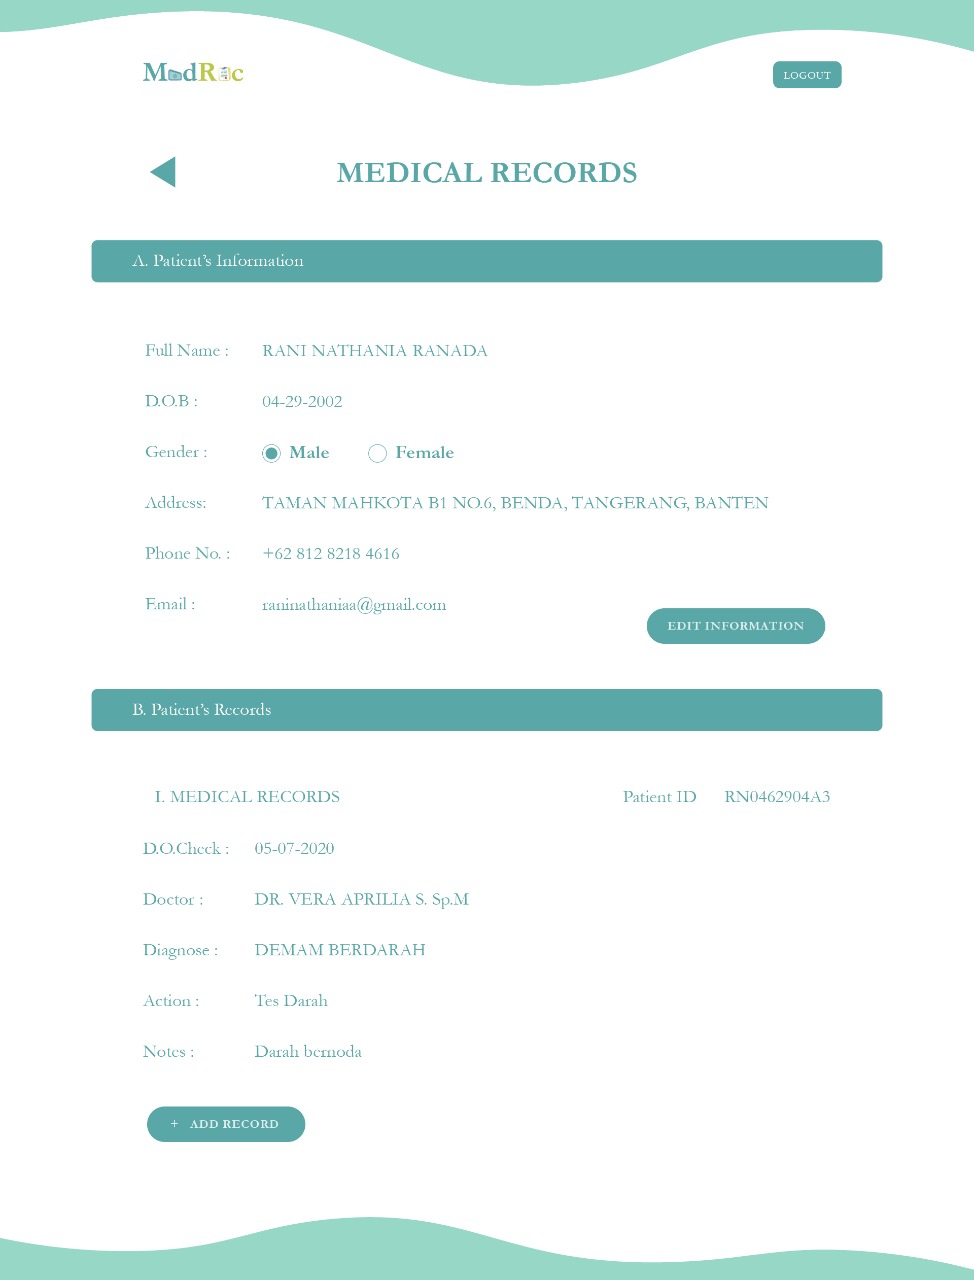 MedRec
LOGOUT
MEDICAL RECORDS
A. Patient's Information
Full Name : RANI NATHANIA RANADA
D.O.B : 04-29-2002
Gender : Male Female
Address: TAMAN MAHKOTA B1 NO.6, BENDA, TANGERANG, BANTEN
Phone No. : +62 812 8218 4616
Email : raninathaniaa@gmail.com
EDIT INFORMATION
B. Patient's Records
I. MEDICAL RECORDS Patient ID RN0462904A3
D.O.Check : 05-07-2020
Doctor : DR. VERA APRILIA S. Sp.M
Diagnose : DEMAM BERDARAH
Action : Tes Darah
Notes : Darah bernoda
+ ADD RECORD